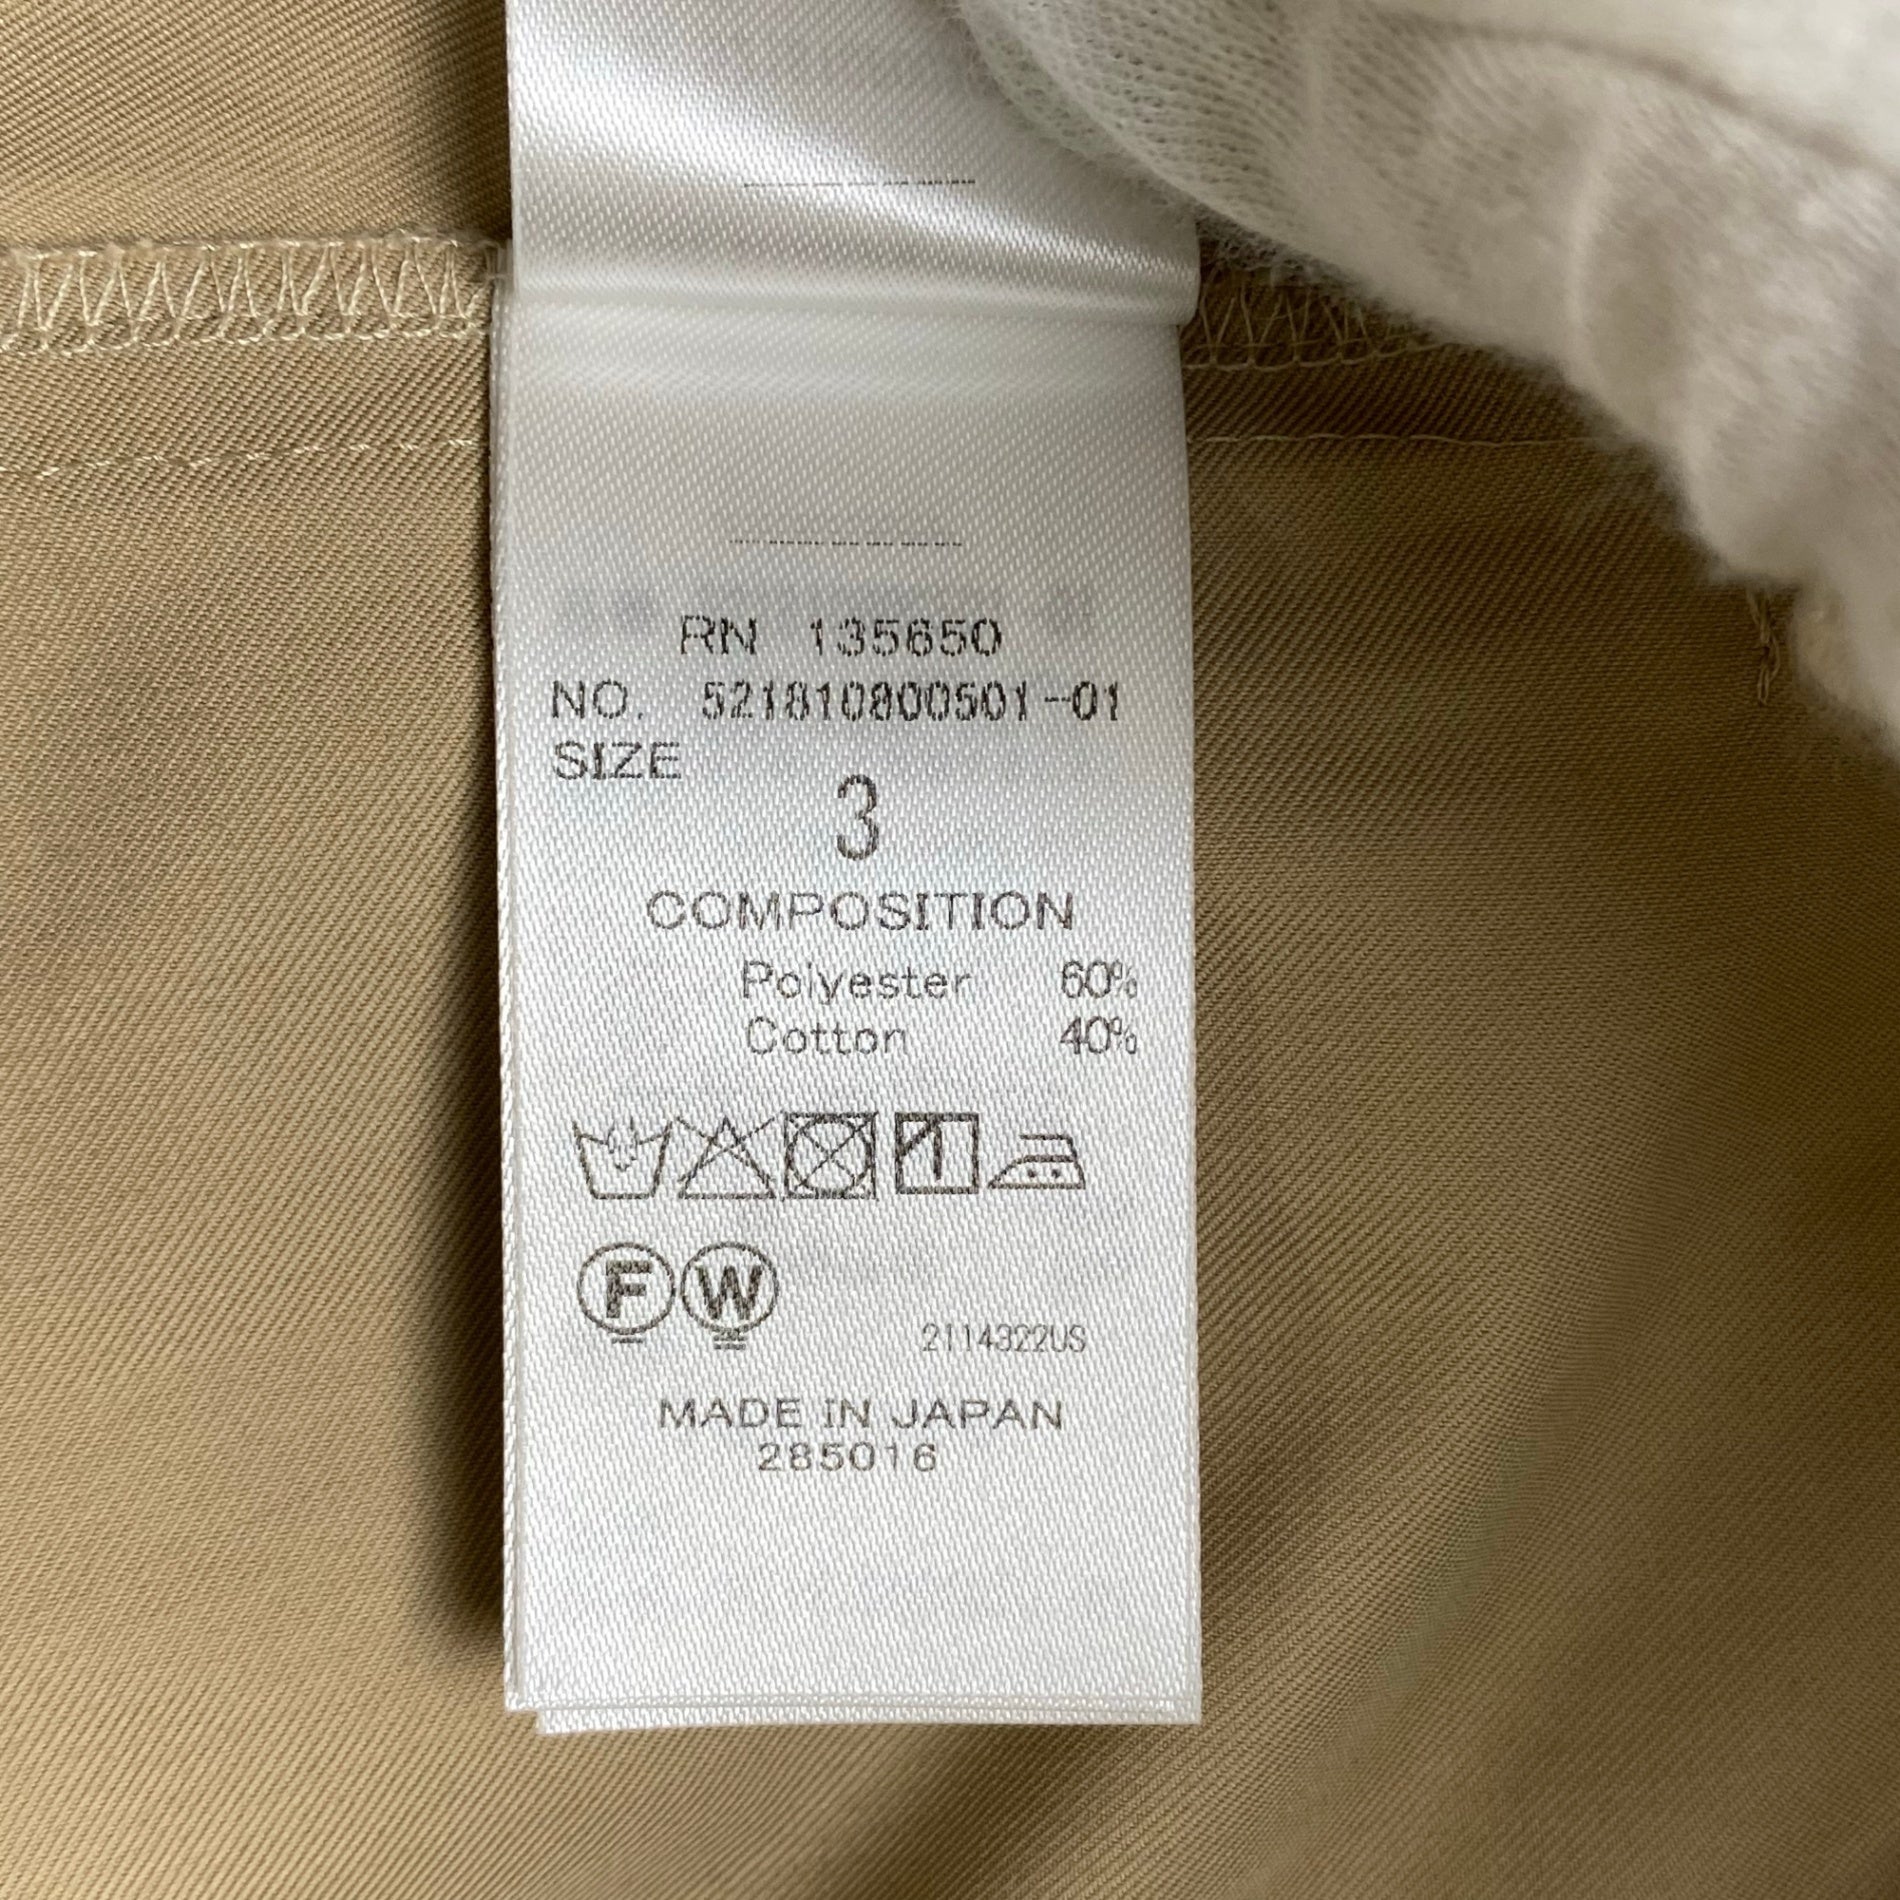 RN 135650
NO. 521810800501-01
SIZE
3
COMPOSITION
Polyester 60%
Cotton 40%
F W
2114322US
MADE IN JAPAN
285016